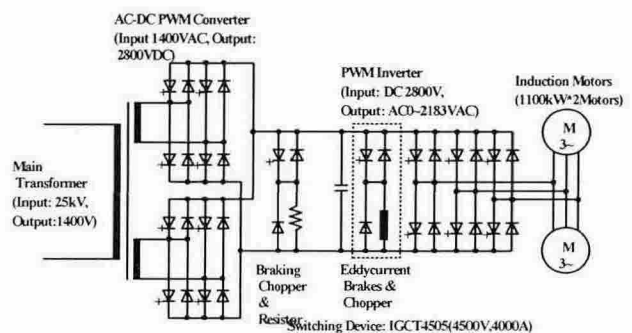 AC-DC PWM Converter
(Input 1400VAC, Output:
2800VDC)
PWM Inverter
(Input: DC 2800V,
Output: AC0~2183VAC)
Induction Motors
(1100kW*2Motors)
M
3~
Main
Transformer
(Input: 25kV,
Output:1400V)
M
3~
Braking
Chopper
&
Resistor
Eddycurrent
Brakes &
Chopper
Switching Device: IGCT4505(4500V,4000A)